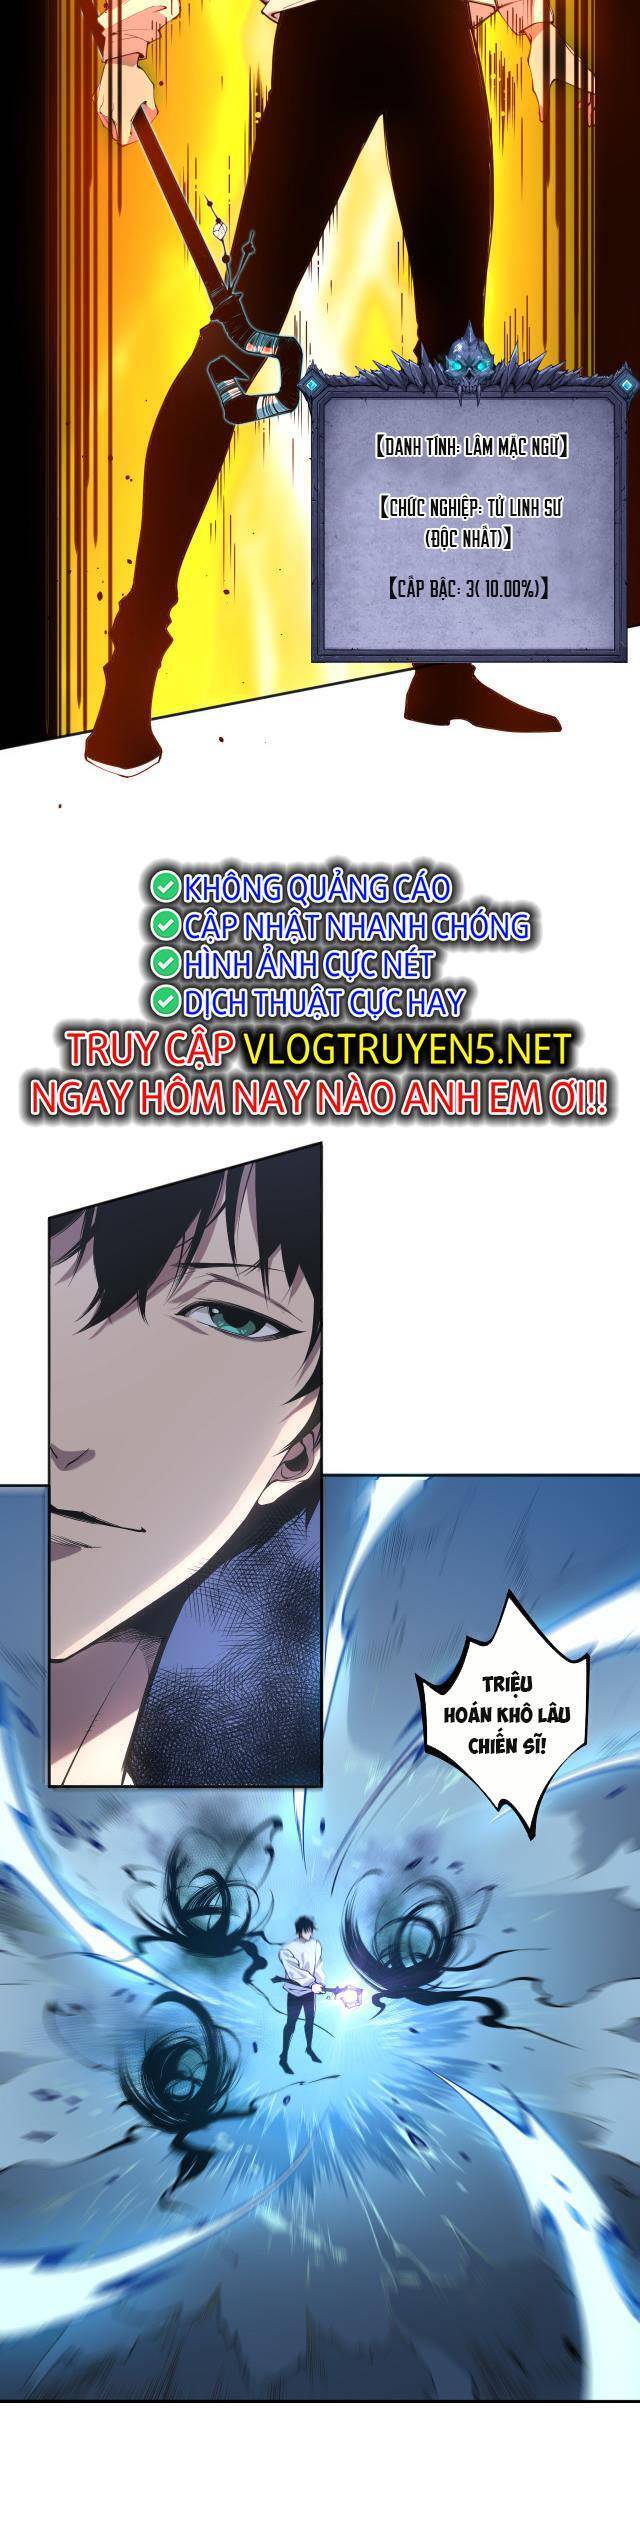 【DANH TÍNH: LÂM MẶC NGỮ】
【CHỨC NGHIỆP: TỬ LINH SƯ
(ĐỘC NHẤT)】
【CẤP BẬC: 3( 10.00%)】
KHÔNG QUẢNG CÁO
CẬP NHẬT NHANH CHÓNG
HÌNH ẢNH CỰC NÉT
DỊCH THUẬT CỰC HAY
TRUY CẬP VLOGTRUYEN5.NET
NGAY HÔM NAY NÀO ANH EM ƠI!!
TRIỆU
HOÁN KHÔ LÂU
CHIẾN SĨ!